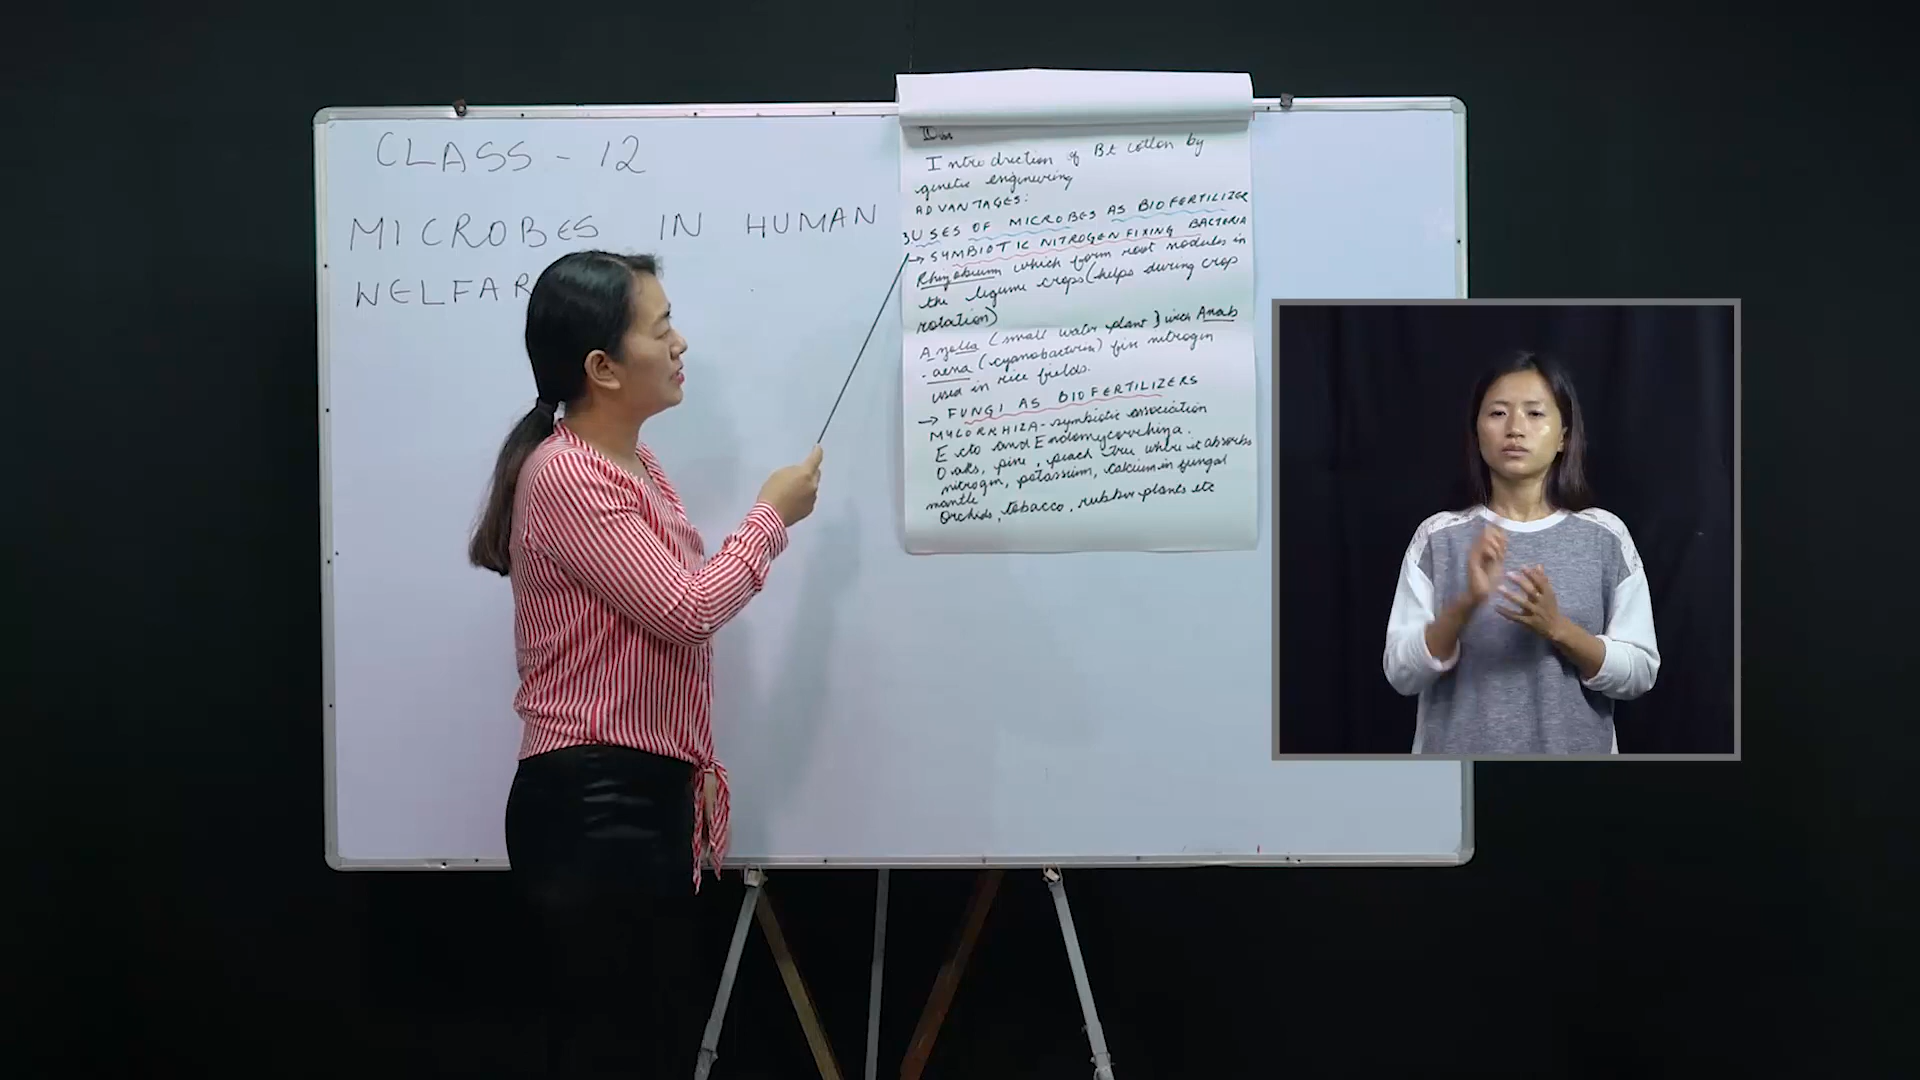 CLASS - 12
MICROBES IN HUMAN
WELFAR
Introdruction of Bt cotton by
genetic engineering
ADVANTAGES:
3 USES OF MICROBES AS BIOFERTILIZER
→ SYMBIOTIC NITROGEN FIXING BACTERIA
Rhizobium which form root nodules in
the legume crops (helps during crop
rotation)
Azolla (small water plant) with Anab
-aena (cyanobacteria) fix nitrogen
used in rice fields.
→ FUNGI AS BIOFERTILIZERS
MYCORRHIZA - symbiotic association
Ecto and Endomycorrhiza.
Oaks, pine, peach tree where it absorbs
nitrogen, potassium, calcium in fungal
mantle
Orchids, tobacco, rubber plants etc